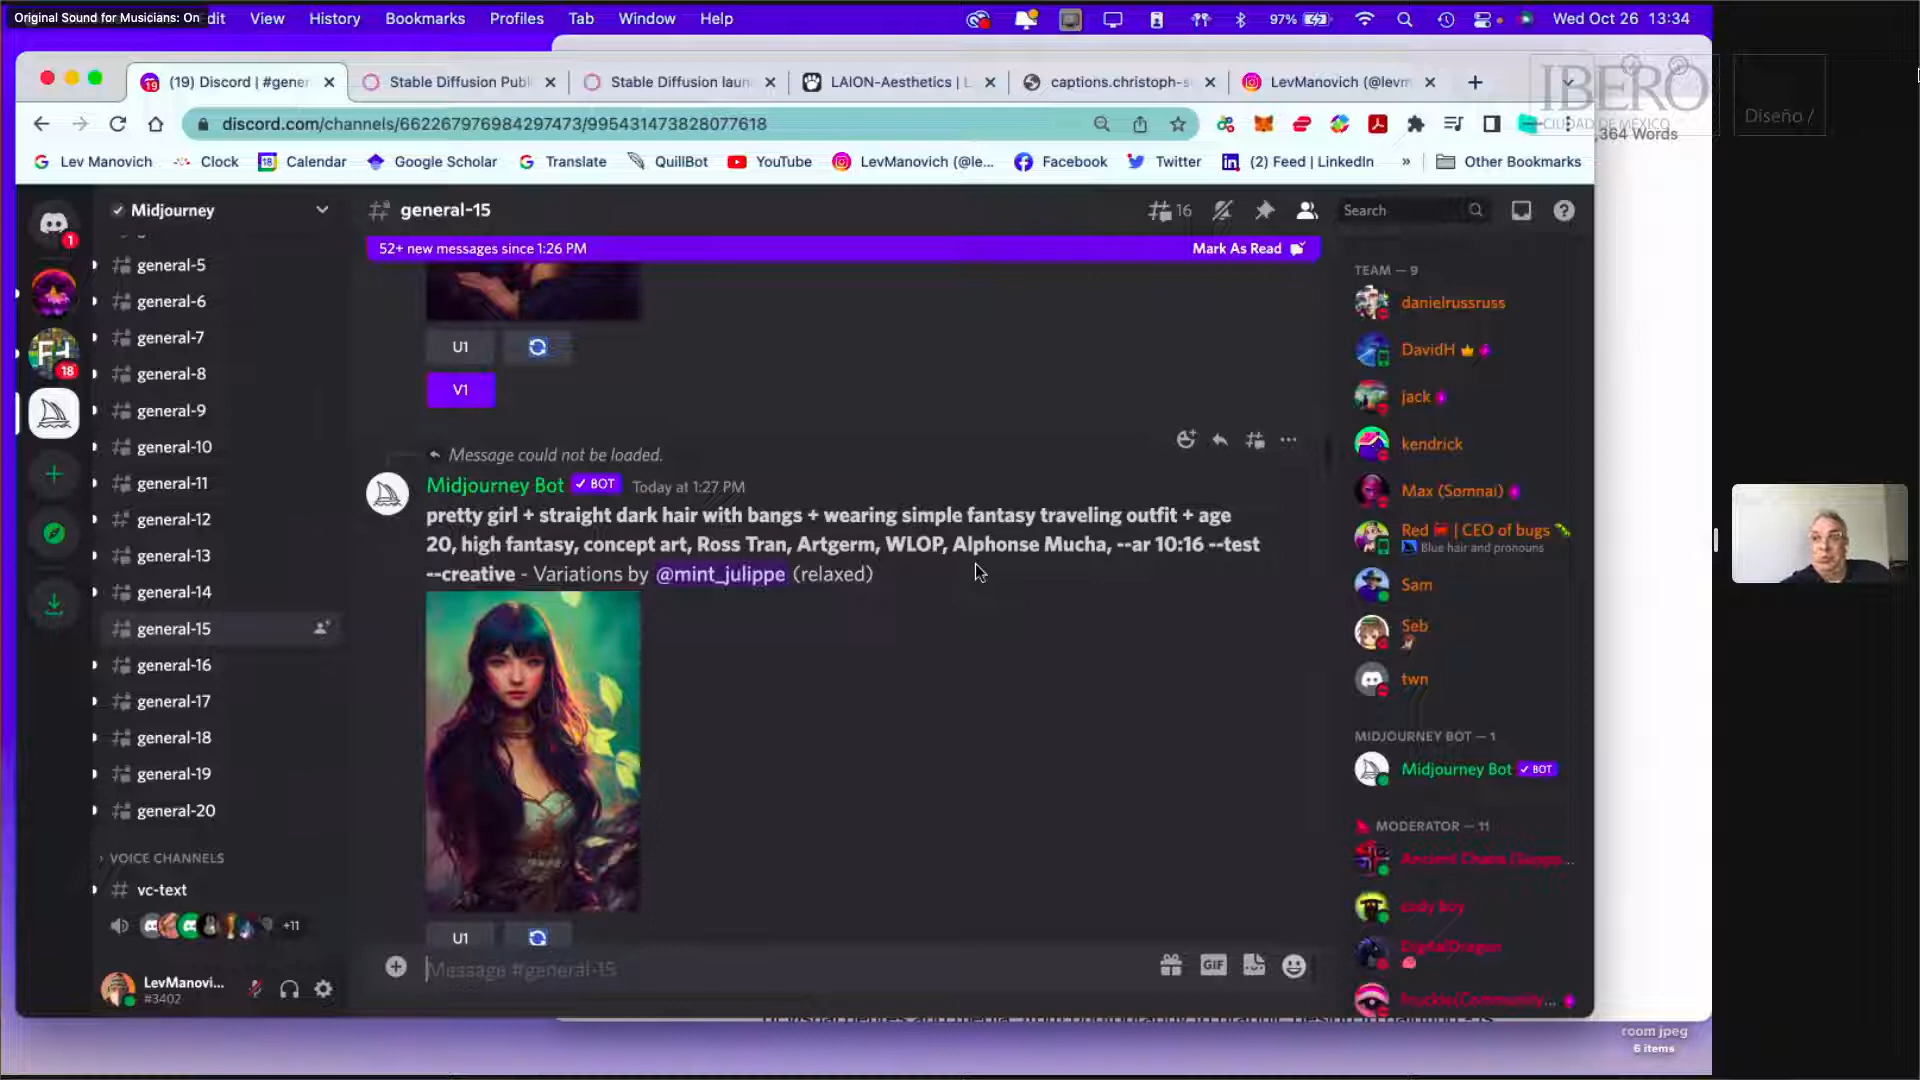 Original Sound for Musicians: On
dit View History Bookmarks Profiles Tab Window Help
97% Wed Oct 26 13:34
(19) Discord | #gener
Stable Diffusion Publ
Stable Diffusion laun
LAION-Aesthetics | L
captions.christoph-s
LevManovich (@levm
IBERO
CIUDAD DE MÉXICO
Diseño /
,364 Words
discord.com/channels/662267976984297473/995431473828077618
Lev Manovich
Clock
Calendar
Google Scholar
Translate
QuillBot
YouTube
LevManovich (@le...
Facebook
Twitter
(2) Feed | LinkedIn
»
Other Bookmarks
Midjourney
general-15
16
Search
52+ new messages since 1:26 PM
Mark As Read
1
18
general-5
general-6
general-7
general-8
general-9
general-10
general-11
general-12
general-13
general-14
general-15
general-16
general-17
general-18
general-19
general-20
VOICE CHANNELS
vc-text
+11
LevManovi...
#3402
U1
V1
Message could not be loaded.
Midjourney Bot ✓ BOT Today at 1:27 PM
pretty girl + straight dark hair with bangs + wearing simple fantasy traveling outfit + age
20, high fantasy, concept art, Ross Tran, Artgerm, WLOP, Alphonse Mucha, --ar 10:16 --test
--creative - Variations by @mint_julippe (relaxed)
U1
Message #general-15
GIF
TEAM — 9
danielrussruss
DavidH
jack
kendrick
Max (Somnai)
Red | CEO of bugs
Blue hair and pronouns
Sam
Seb
twn
MIDJOURNEY BOT — 1
Midjourney Bot ✓ BOT
MODERATOR — 11
cody boy
DigitalDragon
room jpeg
6 items